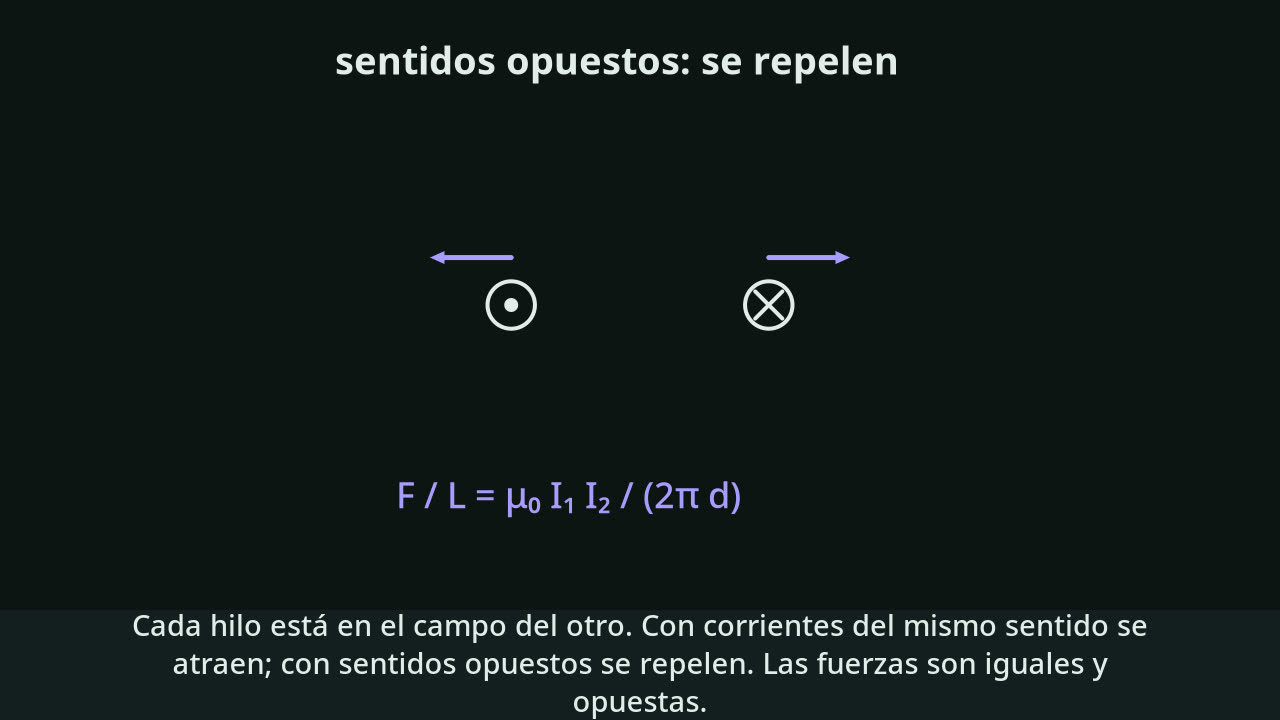 sentidos opuestos: se repelen
F / L = μ₀ I₁ I₂ / (2π d)
Cada hilo está en el campo del otro. Con corrientes del mismo sentido se
atraen; con sentidos opuestos se repelen. Las fuerzas son iguales y
opuestas.